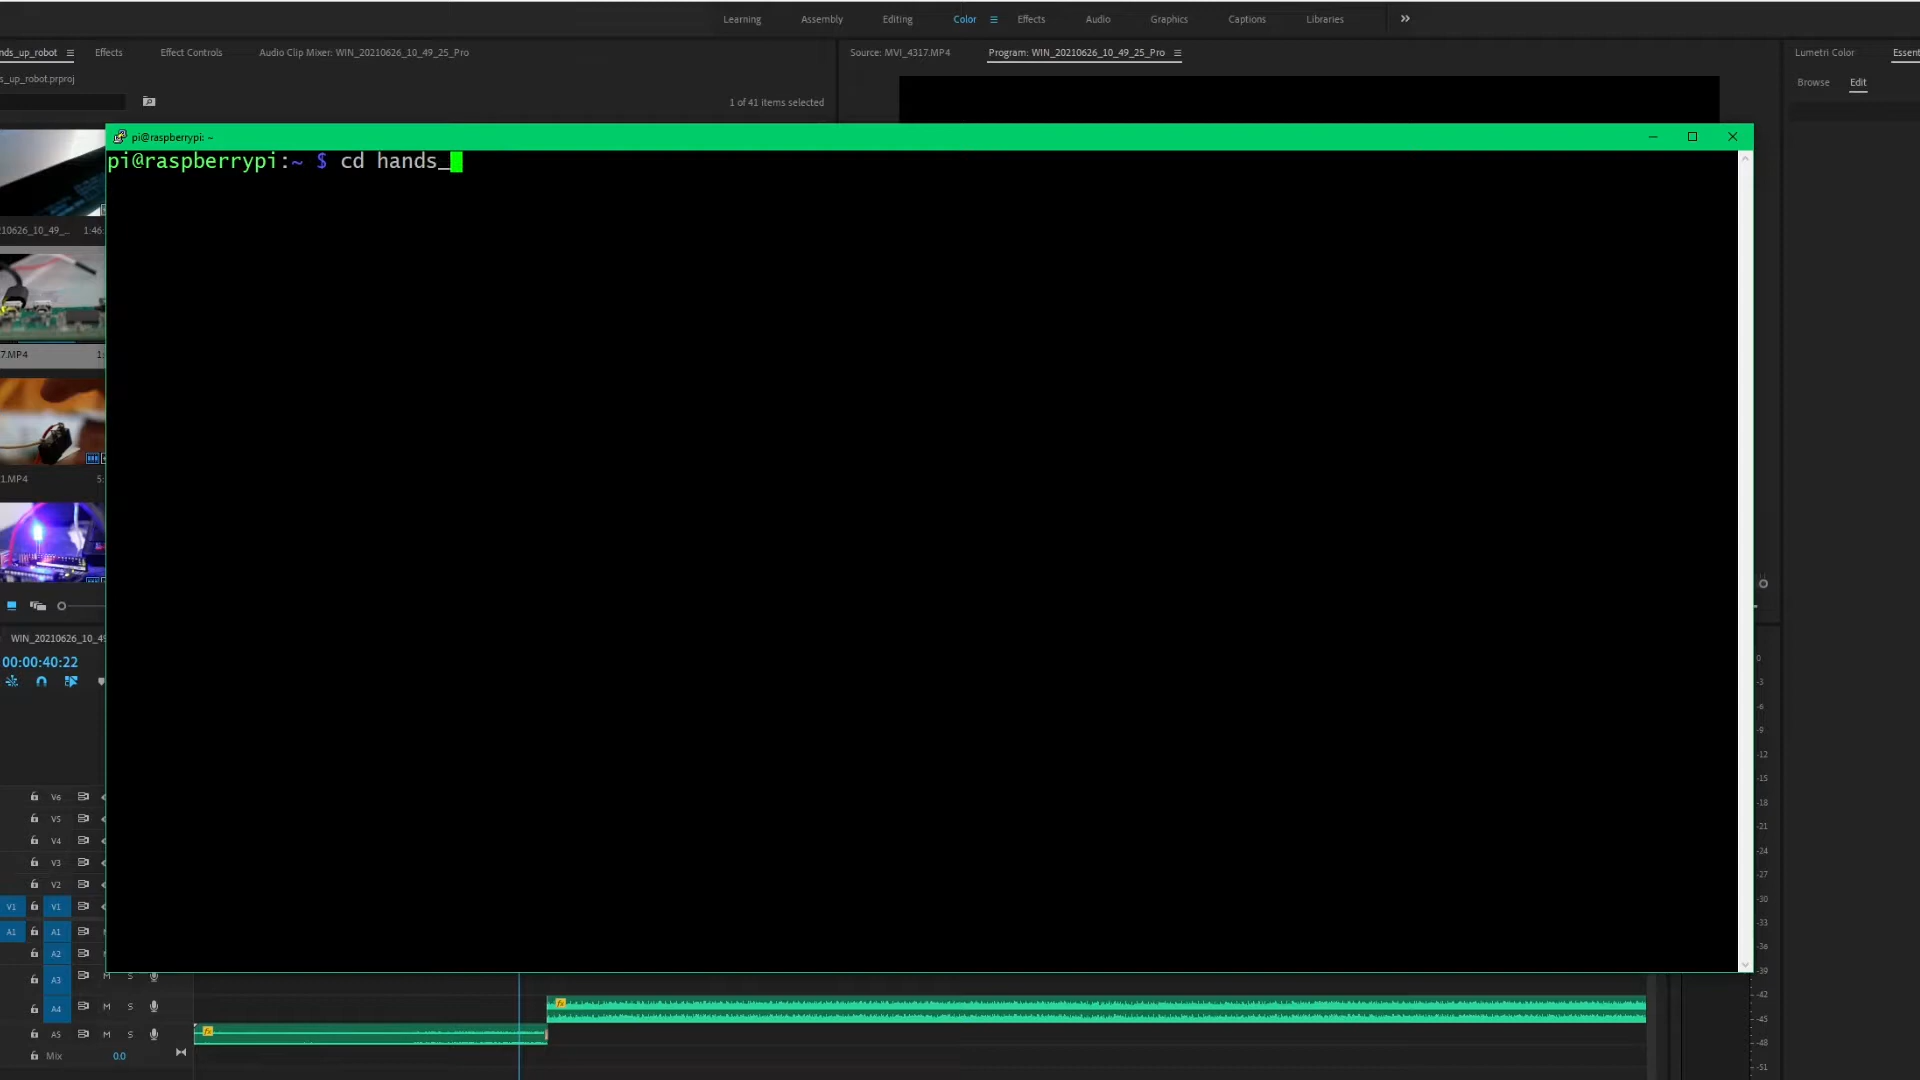 Learning Assembly Editing Color Effects Audio Graphics Captions Libraries
nds_up_robot Effects Effect Controls Audio Clip Mixer: WIN_20210626_10_49_25_Pro Source: MVI_4317.MP4 Program: WIN_20210626_10_49_25_Pro Lumetri Color Essent
s_up_robot.prproj Browse Edit
1 of 41 items selected
pi@raspberrypi: ~
pi@raspberrypi:~ $ cd hands_
10626_10_49_... 1:46:
7.MP4 1:
1.MP4 5:
WIN_20210626_10_49
00:00:40:22
0
-3
-6
-9
-12
-15
-18
-21
-24
-27
-30
-33
-36
-39
-42
-45
-48
-51
V6
V5
V4
V3
V2
V1 V1
A1 A1
A2
A3 M S
A4 M S
A5 M S
Mix 0.0
fx
fx